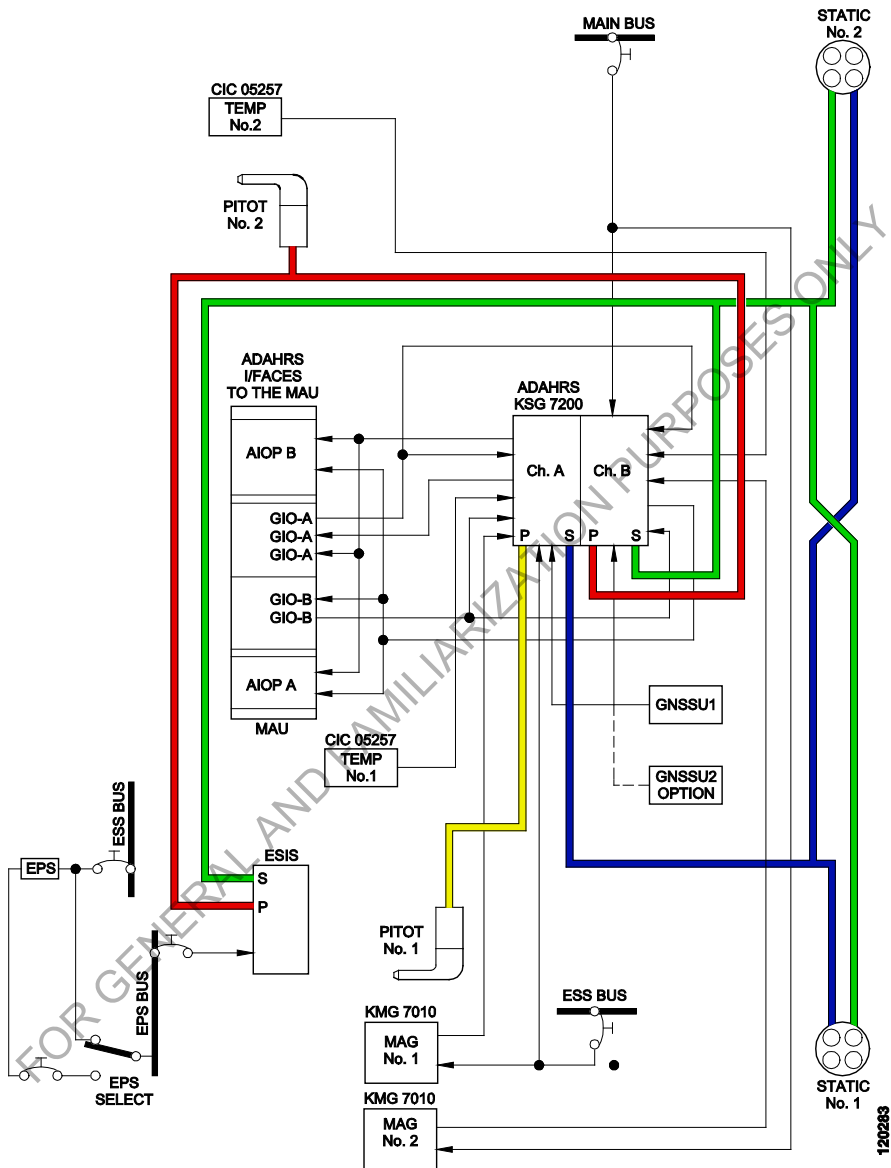 STATIC
No. 2
MAIN BUS
CIC 05257
TEMP
No.2
PITOT
No. 2
ADAHRS
I/FACES
TO THE MAU
ADAHRS
KSG 7200
AIOP B
Ch. A
Ch. B
GIO-A
GIO-A
GIO-A
P
S
P
S
GIO-B
GIO-B
AIOP A
MAU
GNSSU1
CIC 05257
TEMP
No.1
GNSSU2
OPTION
ESS BUS
EPS
ESIS
S
P
PITOT
No. 1
EPS BUS
ESS BUS
KMG 7010
MAG
No. 1
EPS
SELECT
KMG 7010
MAG
No. 2
STATIC
No. 1
120283
FOR GENERAL AND FAMILIARIZATION PURPOSES ONLY